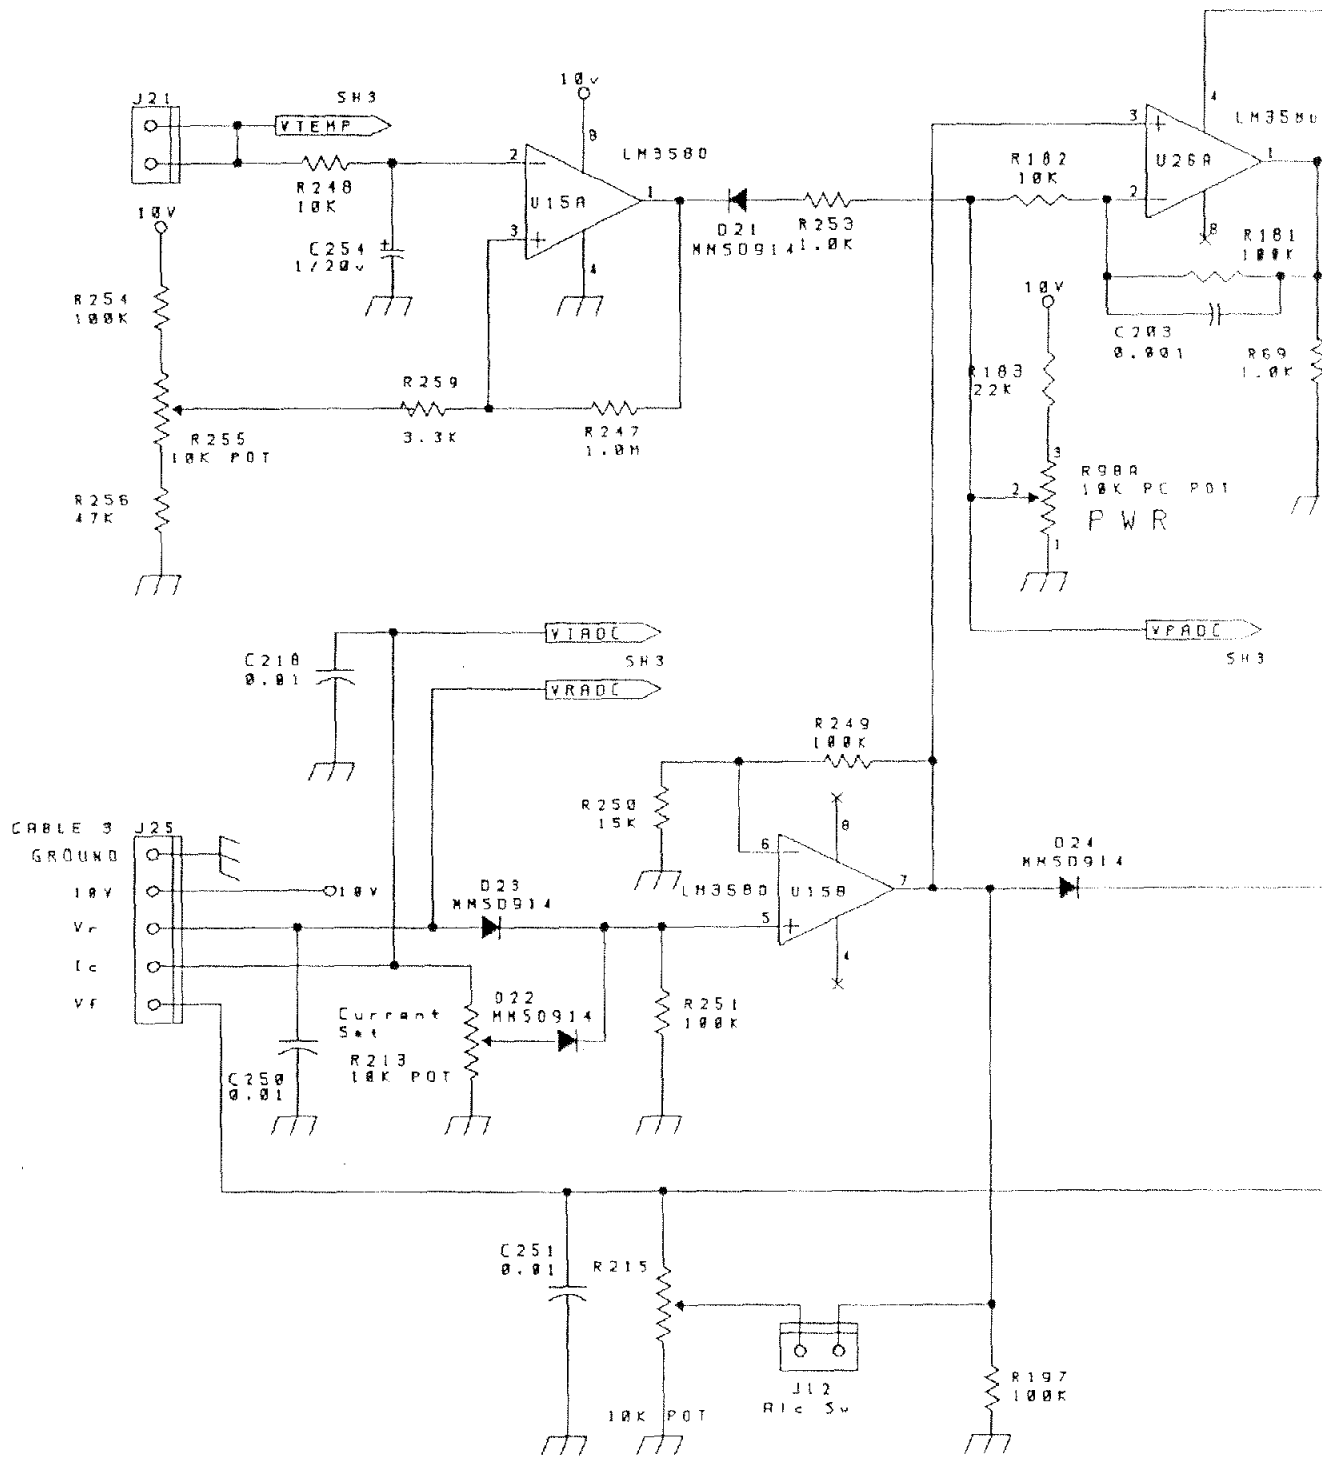 J21
SH3
VTEMP
R248
10K
10V
C254
1/20v
R254
100K
R255
10K POT
R256
47K
10v
8
LM358D
2
U15A
1
3
4
R259
3.3K
R247
1.0M
D21
MMSD914
R253
1.0K
R182
10K
3
4
LM358D
U26A
1
2
8
R181
100K
10V
C203
0.001
R183
22K
R69
1.0K
3
R98A
10K PC POT
2
PWR
1
VPADC
SH3
VIADC
SH3
VRADC
C218
0.01
R249
100K
R250
15K
8
6
LM358D
U15B
7
5
4
D24
MMSD914
CABLE 3
J25
GROUND
10V
10V
Vr
Ic
Vf
D23
MMSD914
D22
MMSD914
Current
Set
R213
10K POT
R251
100K
C250
0.01
C251
0.01
R215
10K POT
J12
Alc Sw
R197
100K